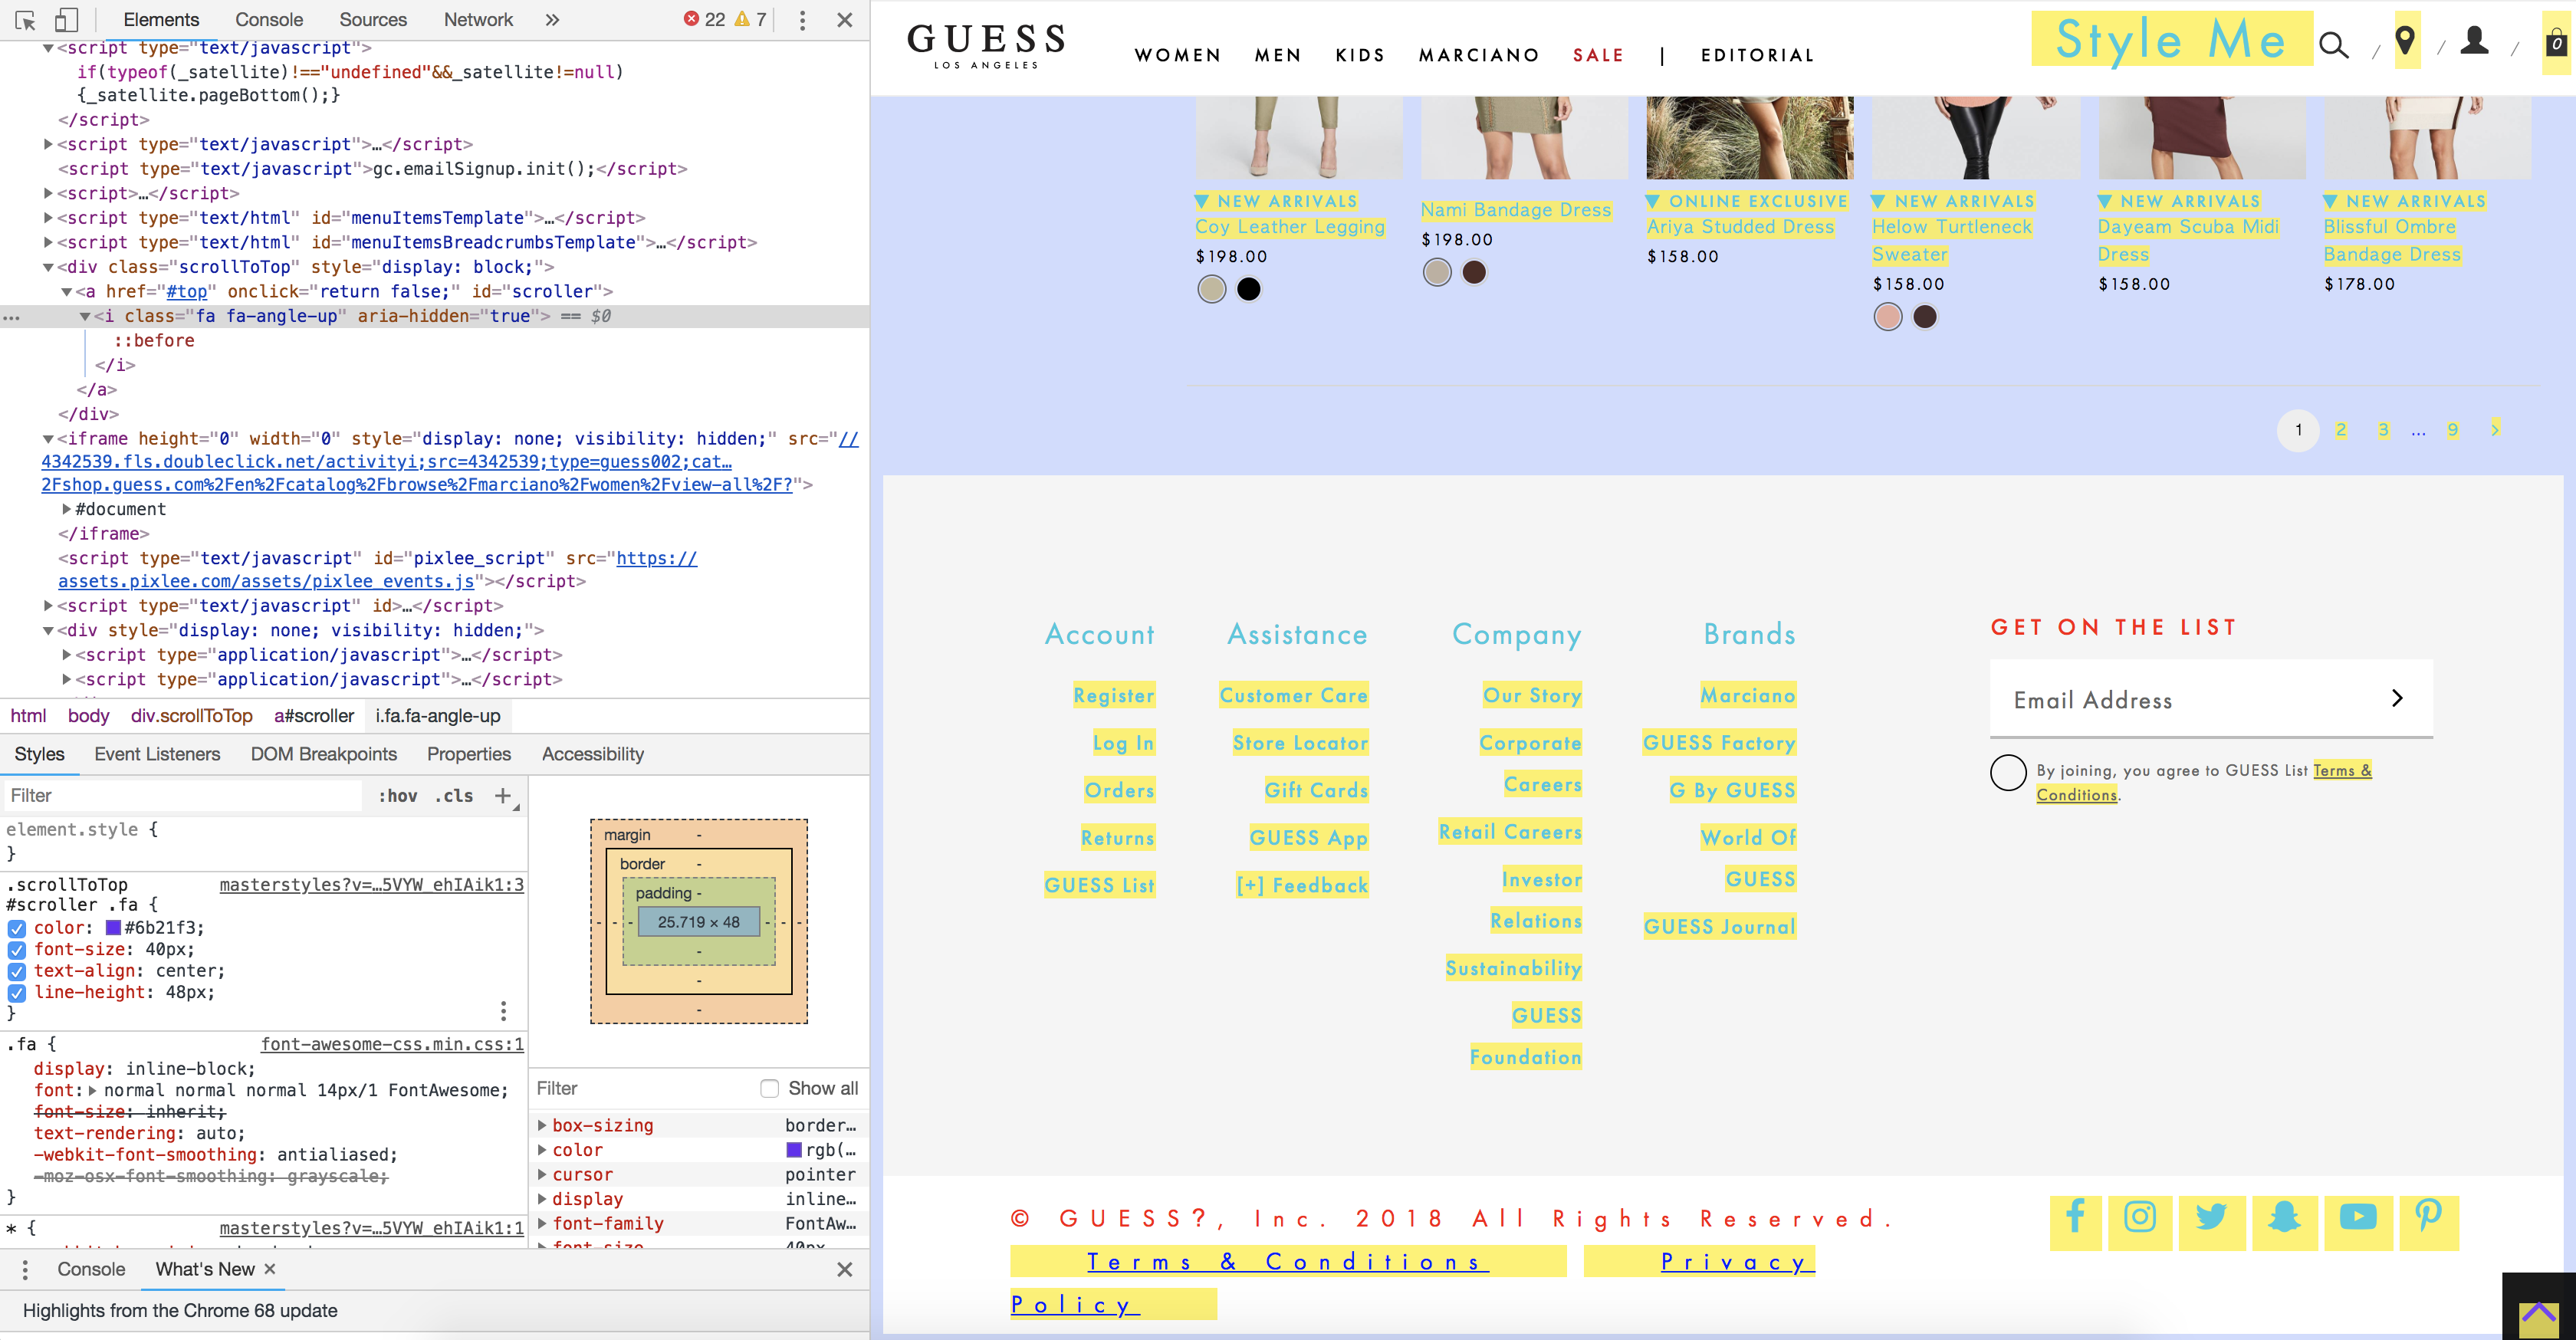 Elements Console Sources Network » 22 7
▼<script type="text/javascript">
if(typeof(_satellite)!=="undefined"&&_satellite!=null)
{_satellite.pageBottom();}
</script>
▶<script type="text/javascript">…</script>
<script type="text/javascript">gc.emailSignup.init();</script>
▶<script>…</script>
▶<script type="text/html" id="menuItemsTemplate">…</script>
▶<script type="text/html" id="menuItemsBreadcrumbsTemplate">…</script>
▼<div class="scrollToTop" style="display: block;">
▼<a href="#top" onclick="return false;" id="scroller">
… ▼<i class="fa fa-angle-up" aria-hidden="true"> == $0
::before
</i>
</a>
</div>
▼<iframe height="0" width="0" style="display: none; visibility: hidden;" src="//
4342539.fls.doubleclick.net/activityi;src=4342539;type=guess002;cat…
2Fshop.guess.com%2Fen%2Fcatalog%2Fbrowse%2Fmarciano%2Fwomen%2Fview-all%2F?">
▶#document
</iframe>
<script type="text/javascript" id="pixlee_script" src="https://
assets.pixlee.com/assets/pixlee_events.js"></script>
▶<script type="text/javascript" id>…</script>
▼<div style="display: none; visibility: hidden;">
▶<script type="application/javascript">…</script>
▶<script type="application/javascript">…</script>
html body div.scrollToTop a#scroller i.fa.fa-angle-up
Styles Event Listeners DOM Breakpoints Properties Accessibility
Filter :hov .cls +
element.style {
}
.scrollToTop masterstyles?v=…5VYW_ehIAik1:3
#scroller .fa {
color: #6b21f3;
font-size: 40px;
text-align: center;
line-height: 48px;
}
.fa { font-awesome-css.min.css:1
display: inline-block;
font:▶ normal normal normal 14px/1 FontAwesome;
font-size: inherit;
text-rendering: auto;
-webkit-font-smoothing: antialiased;
-moz-osx-font-smoothing: grayscale;
}
* { masterstyles?v=…5VYW_ehIAik1:1
margin -
border -
padding -
- - - 25.719 × 48 - - -
-
-
-
Filter Show all
▶ box-sizing border…
▶ color rgb(…
▶ cursor pointer
▶ display inline…
▶ font-family FontAw…
▶ font-size 40px
Console What's New ×
Highlights from the Chrome 68 update
GUESS
LOS ANGELES
WOMEN MEN KIDS MARCIANO SALE | EDITORIAL
Style Me / / / 0
▼ NEW ARRIVALS
Coy Leather Legging
$198.00
Nami Bandage Dress
$198.00
▼ ONLINE EXCLUSIVE
Ariya Studded Dress
$158.00
▼ NEW ARRIVALS
Helow Turtleneck
Sweater
$158.00
▼ NEW ARRIVALS
Dayeam Scuba Midi
Dress
$158.00
▼ NEW ARRIVALS
Blissful Ombre
Bandage Dress
$178.00
1 2 3 ... 9 >
Account
Register
Log In
Orders
Returns
GUESS List
Assistance
Customer Care
Store Locator
Gift Cards
GUESS App
[+] Feedback
Company
Our Story
Corporate
Careers
Retail Careers
Investor
Relations
Sustainability
GUESS
Foundation
Brands
Marciano
GUESS Factory
G By GUESS
World Of
GUESS
GUESS Journal
GET ON THE LIST
Email Address
By joining, you agree to GUESS List Terms &
Conditions.
© GUESS?, Inc. 2018 All Rights Reserved.
Terms & Conditions Privacy
Policy